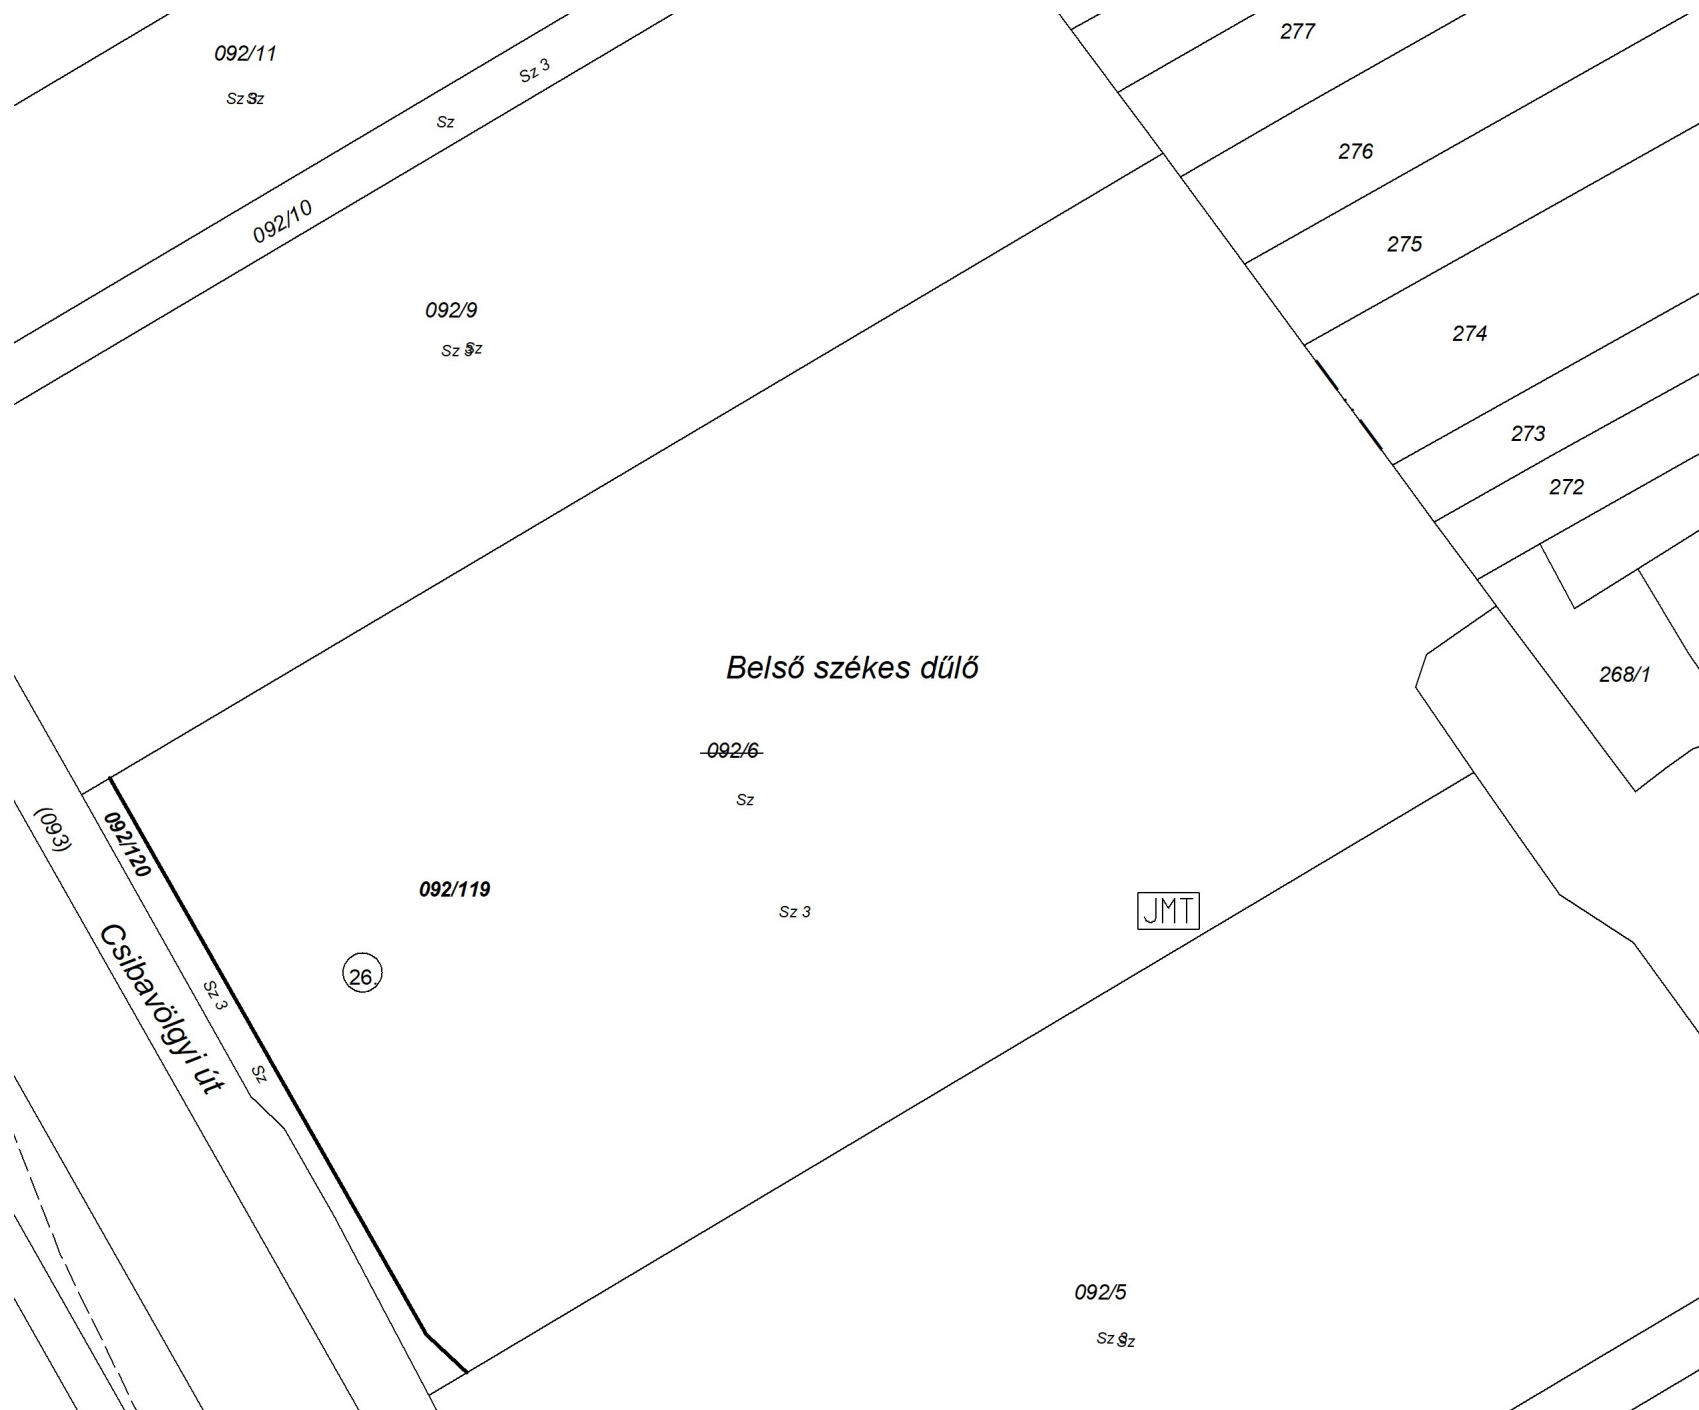 277
092/11
Sz 3
Sz 3 Sz
Sz
276
092/10
275
092/9
274
Sz 3 Sz
273
272
Belső székes dűlő
268/1
092/6
Sz
(093)
092/120
092/119
JMT
Sz 3
26.
Sz 3
Csibavölgyi út
Sz
092/5
Sz 3 Sz